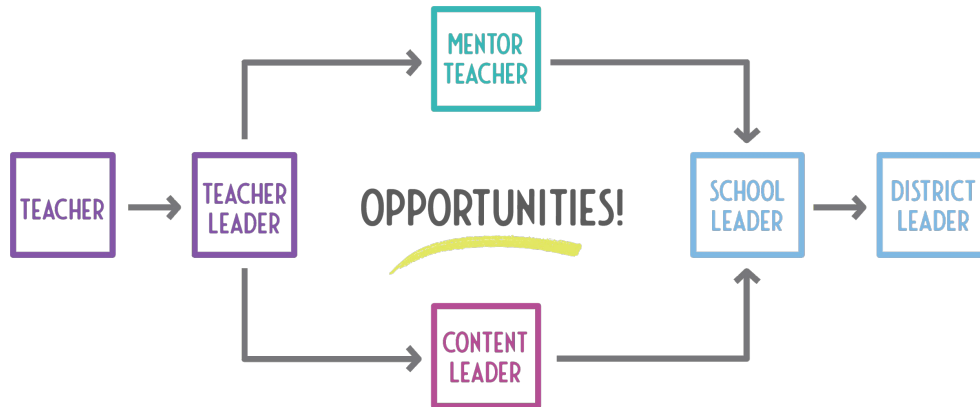 MENTOR
TEACHER
TEACHER
TEACHER
LEADER
OPPORTUNITIES!
SCHOOL
LEADER
DISTRICT
LEADER
CONTENT
LEADER